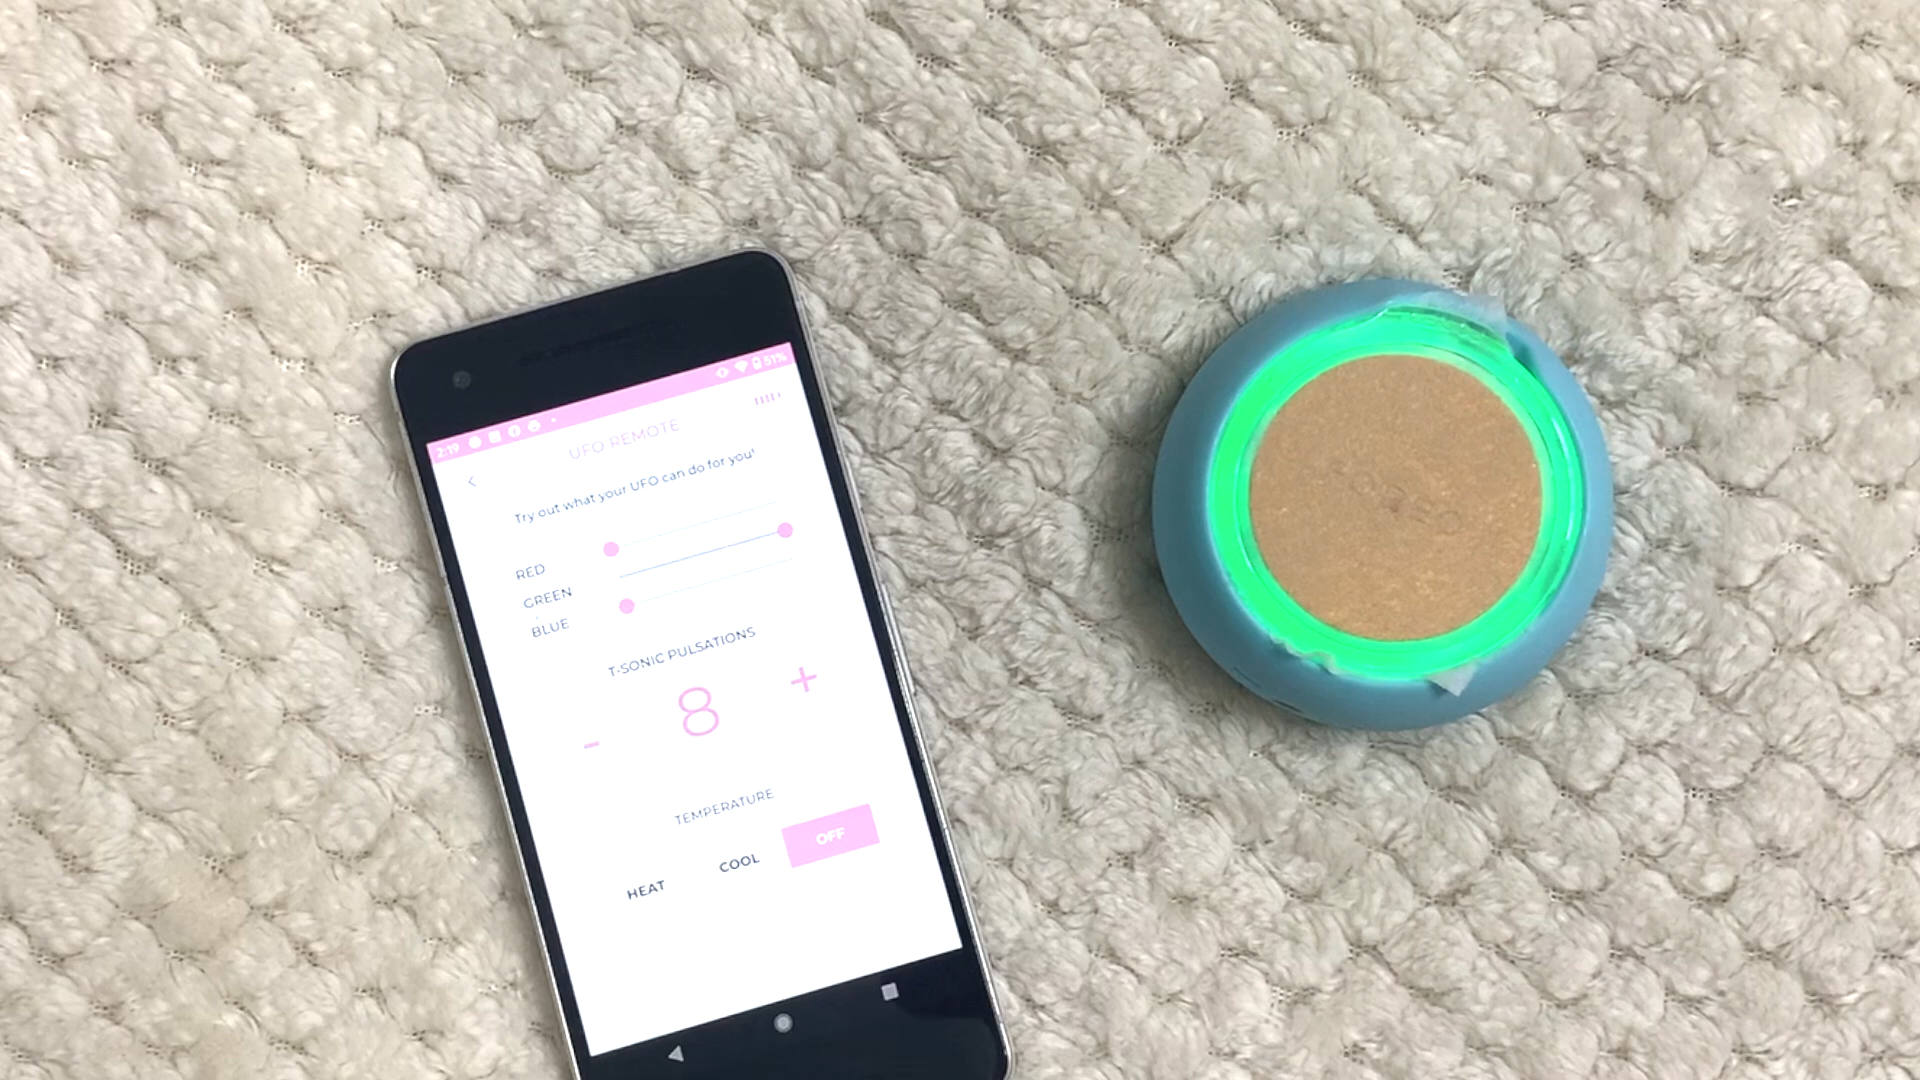 2:19 51%
UFO REMOTE
Try out what your UFO can do for you!
RED
GREEN
BLUE
T-SONIC PULSATIONS
- 8 +
TEMPERATURE
HEAT COOL OFF